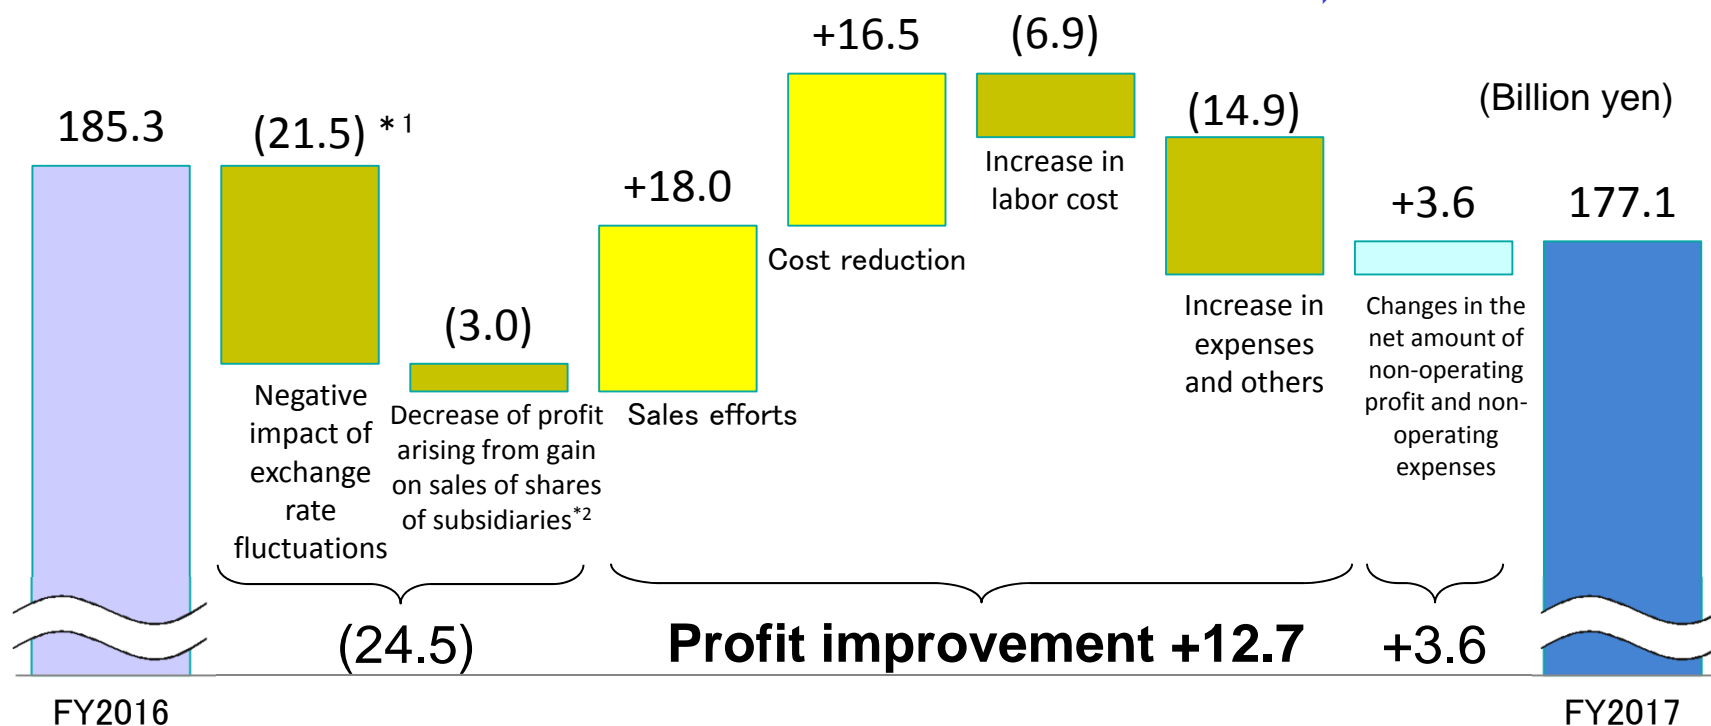 +16.5
(6.9)
(Billion yen)
185.3
(21.5) *1
(14.9)
+18.0
+3.6
177.1
Increase in
labor cost
Cost reduction
(3.0)
Increase in
expenses
and others
Changes in the
net amount of
non-operating
profit and non-
operating
expenses
Negative
impact of
exchange
rate
fluctuations
Decrease of profit
arising from gain
on sales of shares
of subsidiaries*2
Sales efforts
(24.5)
Profit improvement +12.7
+3.6
FY2016
FY2017